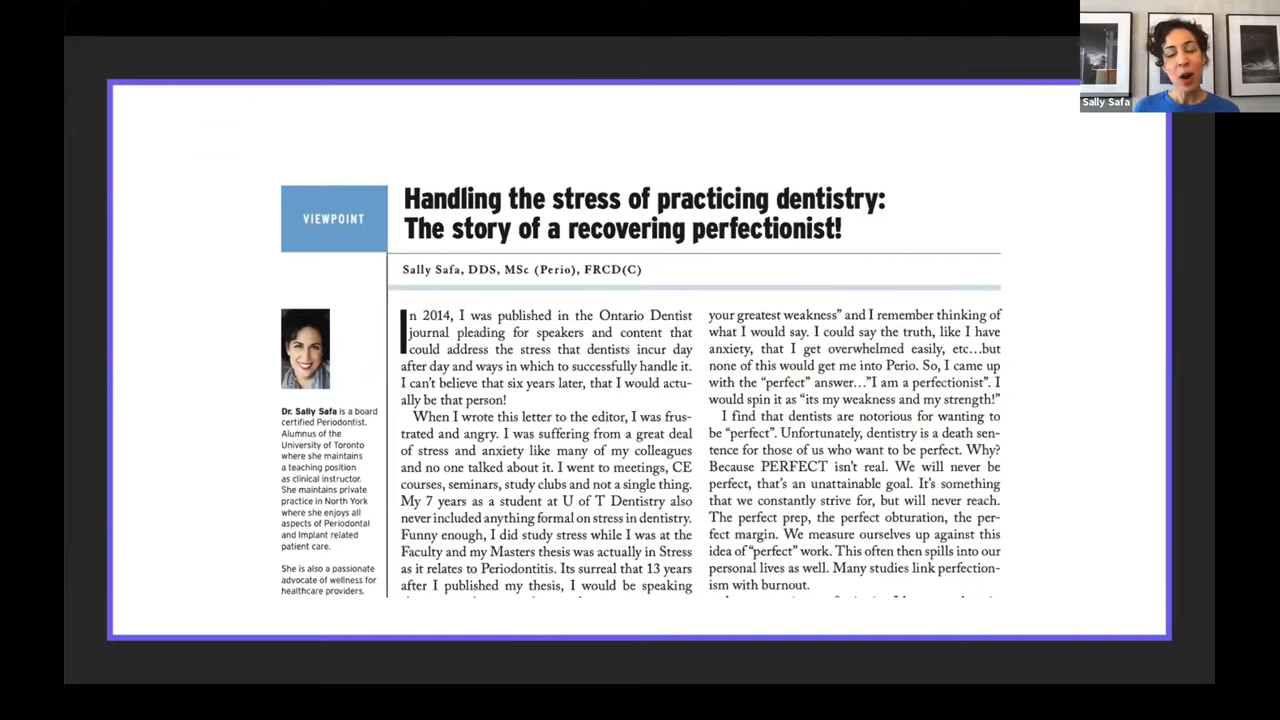 Sally Safa
VIEWPOINT
Handling the stress of practicing dentistry:
The story of a recovering perfectionist!
Sally Safa, DDS, MSc (Perio), FRCD(C)
Dr. Sally Safa is a board
certified Periodontist,
Alumnus of the
University of Toronto
where she maintains
a teaching position
as clinical instructor.
She maintains private
practice in North York
where she enjoys all
aspects of Periodontal
and Implant related
patient care.
She is also a passionate
advocate of wellness for
healthcare providers.
In 2014, I was published in the Ontario Dentist
journal pleading for speakers and content that
could address the stress that dentists incur day
after day and ways in which to successfully handle it.
I can't believe that six years later, that I would actu-
ally be that person!
When I wrote this letter to the editor, I was frus-
trated and angry. I was suffering from a great deal
of stress and anxiety like many of my colleagues
and no one talked about it. I went to meetings, CE
courses, seminars, study clubs and not a single thing.
My 7 years as a student at U of T Dentistry also
never included anything formal on stress in dentistry.
Funny enough, I did study stress while I was at the
Faculty and my Masters thesis was actually in Stress
as it relates to Periodontitis. Its surreal that 13 years
after I published my thesis, I would be speaking
your greatest weakness" and I remember thinking of
what I would say. I could say the truth, like I have
anxiety, that I get overwhelmed easily, etc...but
none of this would get me into Perio. So, I came up
with the "perfect" answer..."I am a perfectionist". I
would spin it as "its my weakness and my strength!"
I find that dentists are notorious for wanting to
be "perfect". Unfortunately, dentistry is a death sen-
tence for those of us who want to be perfect. Why?
Because PERFECT isn't real. We will never be
perfect, that's an unattainable goal. It's something
that we constantly strive for, but will never reach.
The perfect prep, the perfect obturation, the per-
fect margin. We measure ourselves up against this
idea of "perfect" work. This often then spills into our
personal lives as well. Many studies link perfection-
ism with burnout.